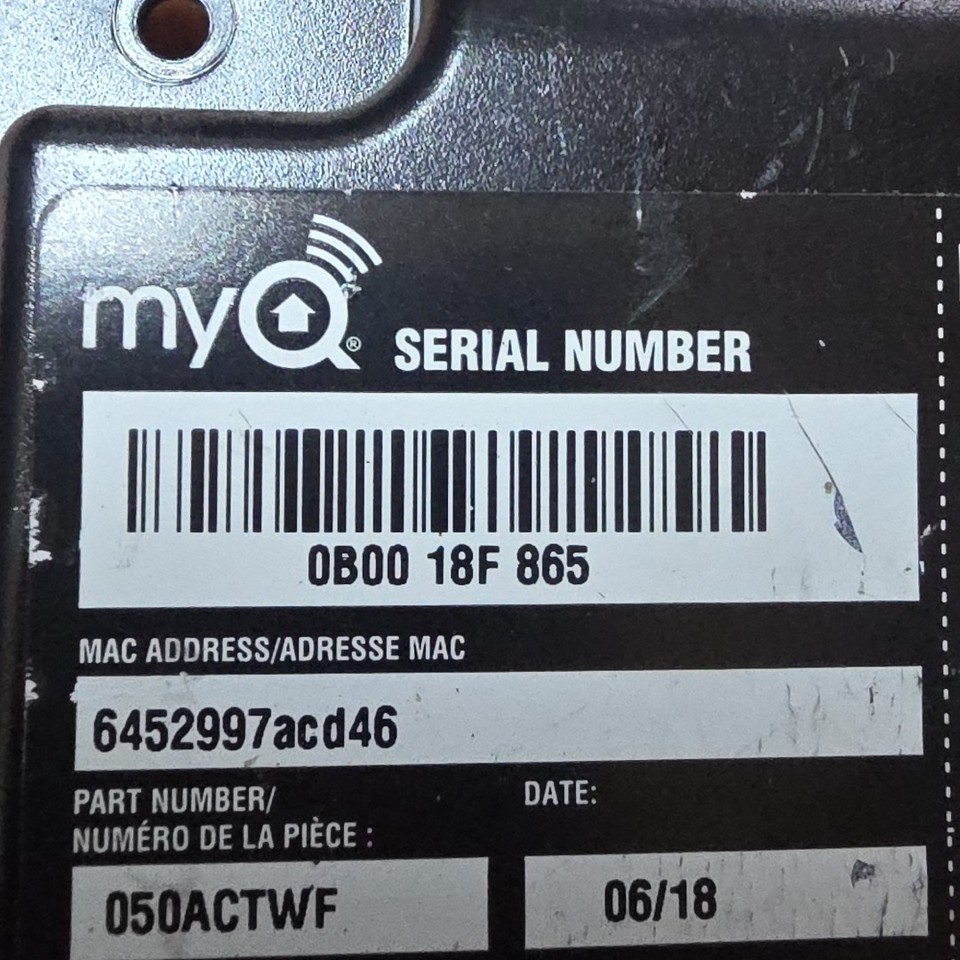 myQ®
SERIAL NUMBER
0B00 18F 865
MAC ADDRESS/ADRESSE MAC
6452997acd46
PART NUMBER/
NUMÉRO DE LA PIÈCE :
DATE:
050ACTWF
06/18